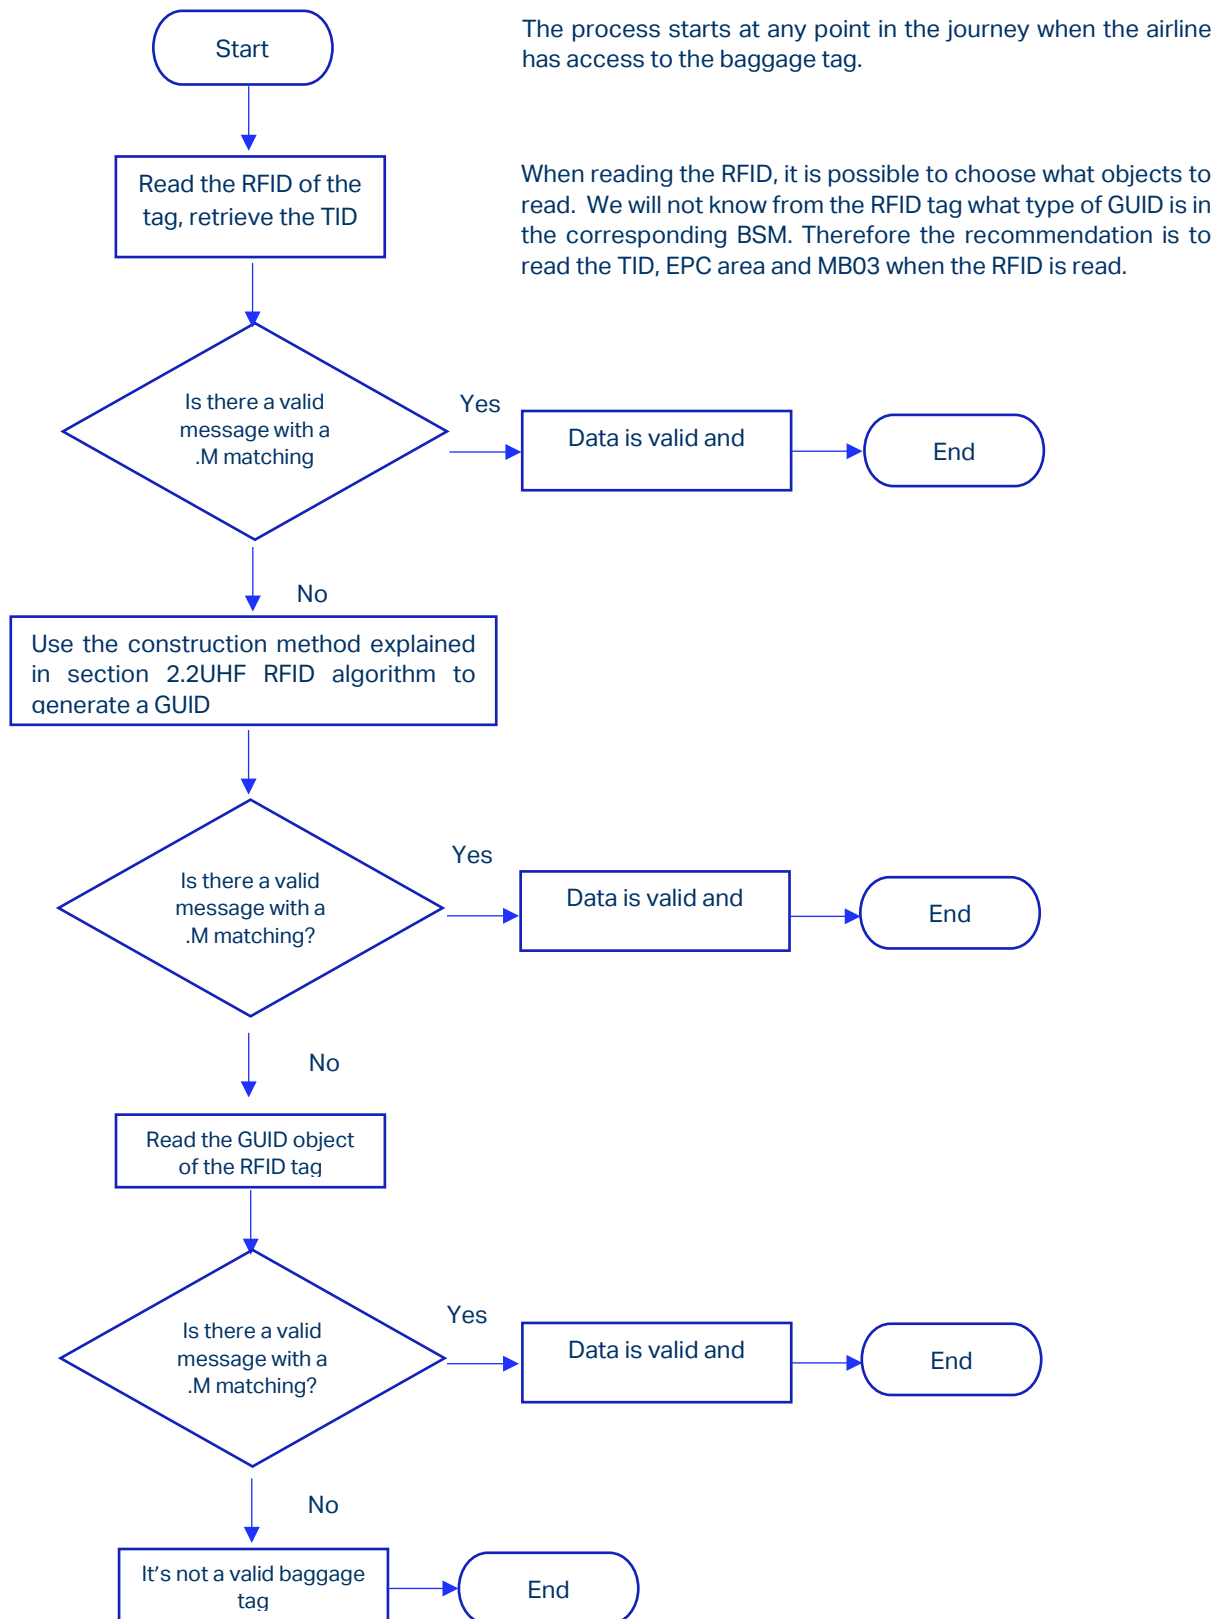 Start
The process starts at any point in the journey when the airline
has access to the baggage tag.
Read the RFID of the
tag, retrieve the TID
When reading the RFID, it is possible to choose what objects to
read. We will not know from the RFID tag what type of GUID is in
the corresponding BSM. Therefore the recommendation is to
read the TID, EPC area and MB03 when the RFID is read.
Is there a valid
message with a
.M matching
Yes
Data is valid and
End
No
Use the construction method explained
in section 2.2UHF RFID algorithm to
generate a GUID
Is there a valid
message with a
.M matching?
Yes
Data is valid and
End
No
Read the GUID object
of the RFID tag
Is there a valid
message with a
.M matching?
Yes
Data is valid and
End
No
It's not a valid baggage
tag
End